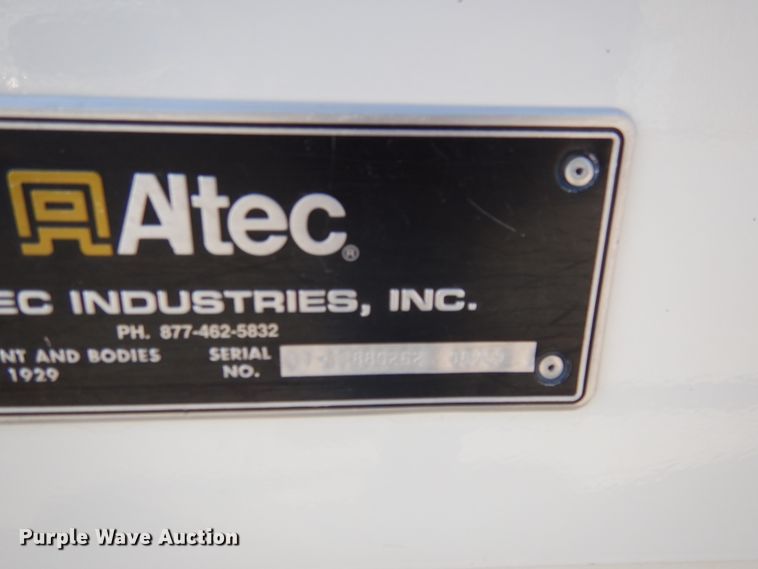 Altec®
EC INDUSTRIES, INC.
PH. 877-462-5832
NT AND BODIES
1929
SERIAL
NO.
Purple Wave Auction